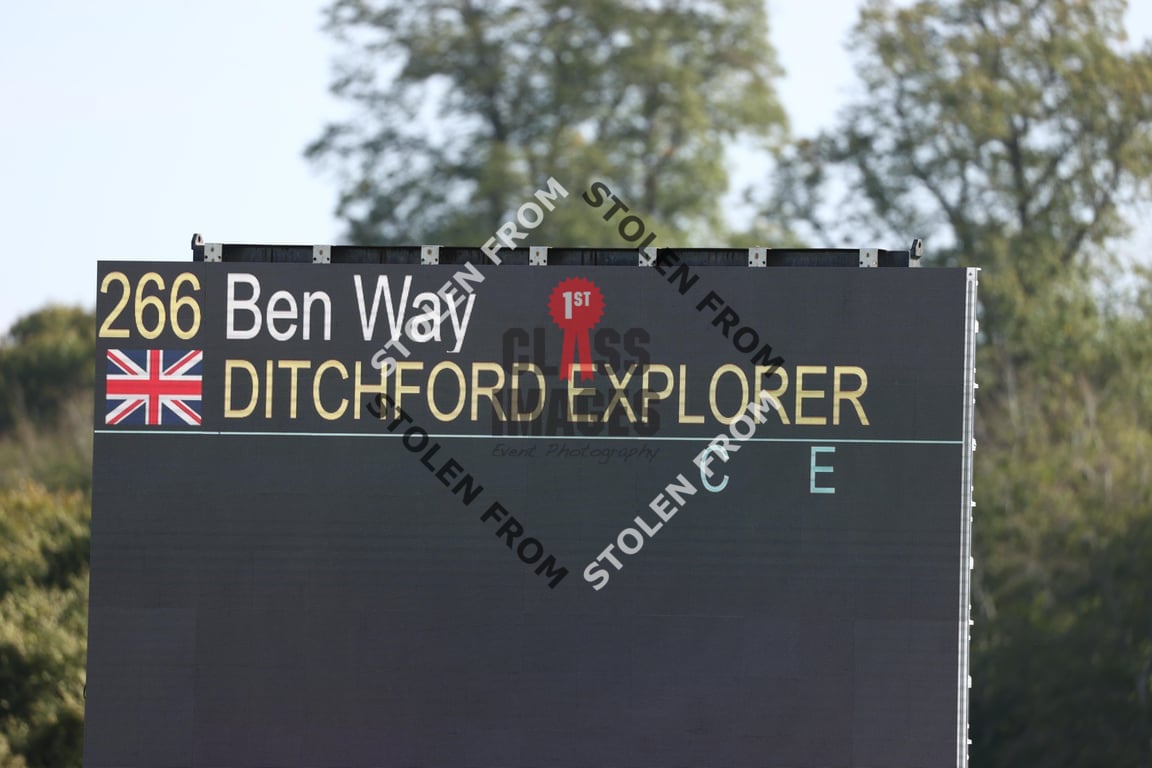 266 Ben Way
DITCHFORD EXPLORER
C E
1ST
CLASS
IMAGES
Event Photography
STOLEN FROM
STOLEN FROM
STOLEN FROM
STOLEN FROM